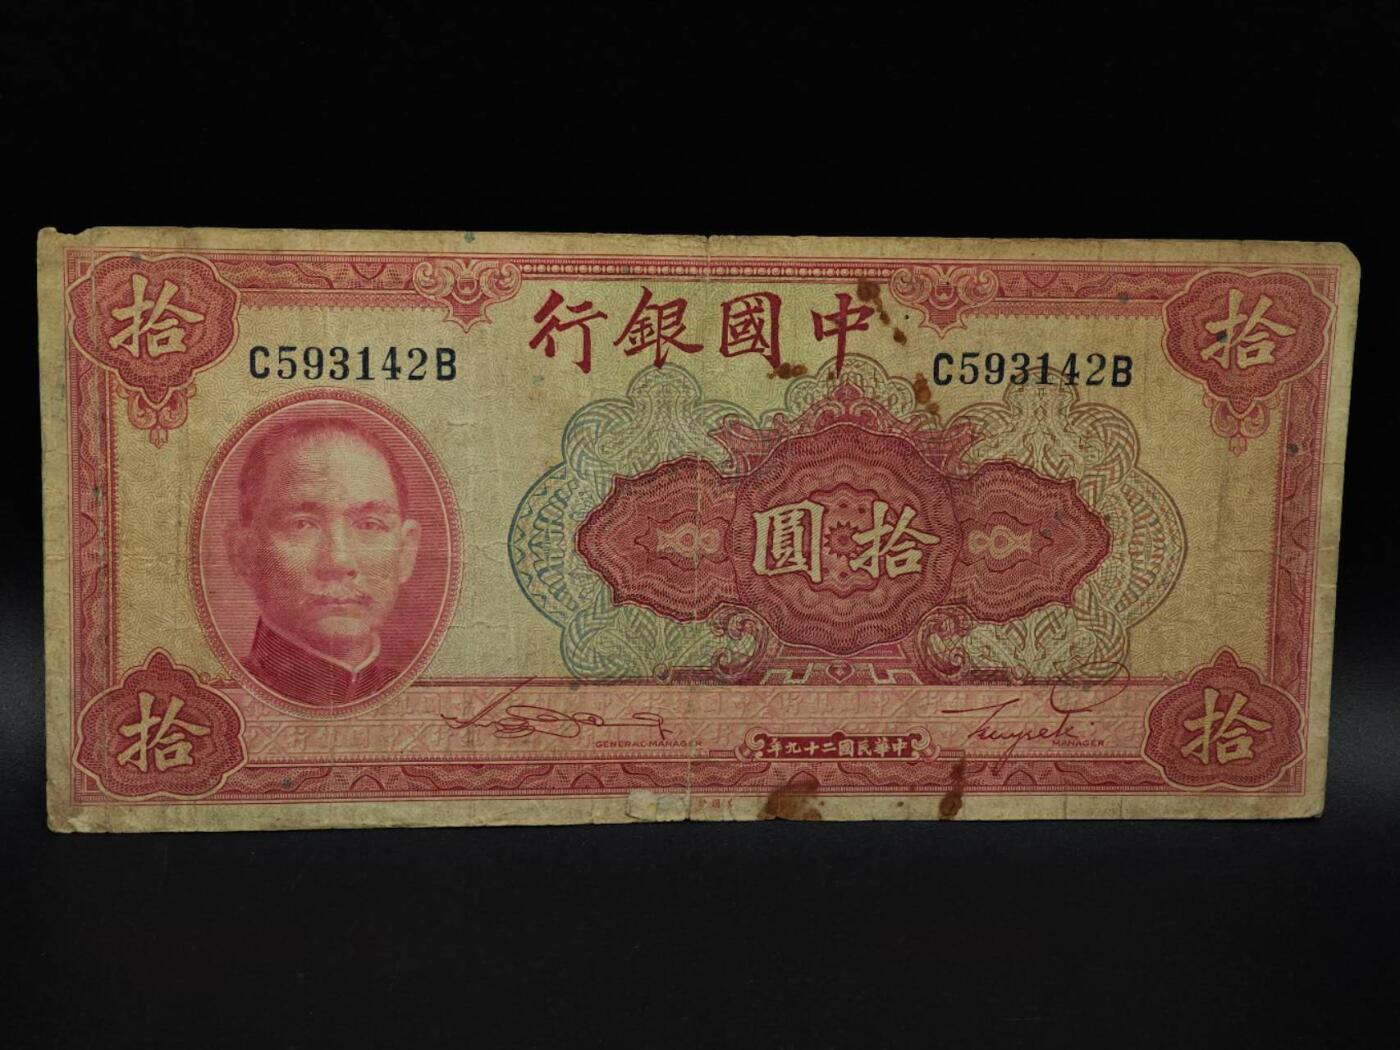 中國銀行
拾
拾
C593142B
C593142B
拾圓
GENERAL MANAGER
MANAGER
中華民國二十九年
拾
拾